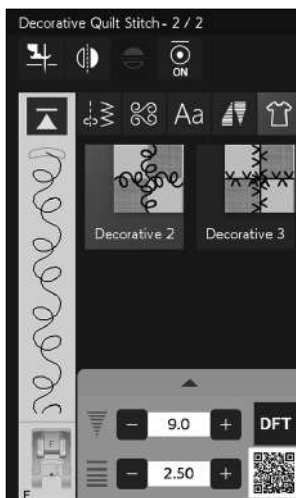 Decorative Quilt Stitch - 2 / 2
ON
Aa
Decorative 2 Decorative 3
− 9.0 + DFT
− 2.50 +
F
F